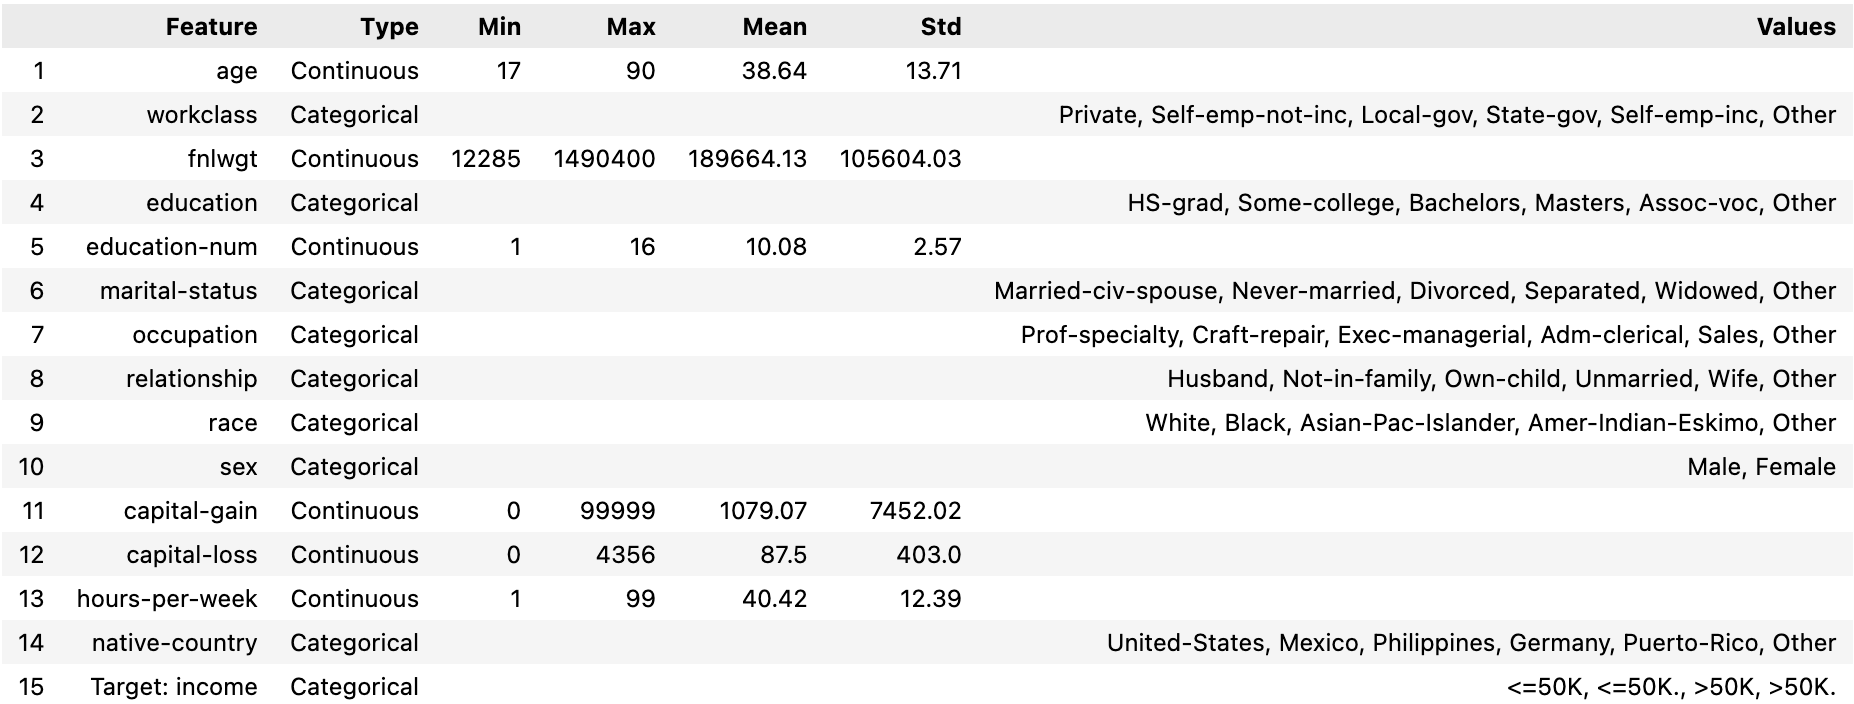 Feature Type Min Max Mean Std Values
1 age Continuous 17 90 38.64 13.71
2 workclass Categorical Private, Self-emp-not-inc, Local-gov, State-gov, Self-emp-inc, Other
3 fnlwgt Continuous 12285 1490400 189664.13 105604.03
4 education Categorical HS-grad, Some-college, Bachelors, Masters, Assoc-voc, Other
5 education-num Continuous 1 16 10.08 2.57
6 marital-status Categorical Married-civ-spouse, Never-married, Divorced, Separated, Widowed, Other
7 occupation Categorical Prof-specialty, Craft-repair, Exec-managerial, Adm-clerical, Sales, Other
8 relationship Categorical Husband, Not-in-family, Own-child, Unmarried, Wife, Other
9 race Categorical White, Black, Asian-Pac-Islander, Amer-Indian-Eskimo, Other
10 sex Categorical Male, Female
11 capital-gain Continuous 0 99999 1079.07 7452.02
12 capital-loss Continuous 0 4356 87.5 403.0
13 hours-per-week Continuous 1 99 40.42 12.39
14 native-country Categorical United-States, Mexico, Philippines, Germany, Puerto-Rico, Other
15 Target: income Categorical <=50K, <=50K., >50K, >50K.